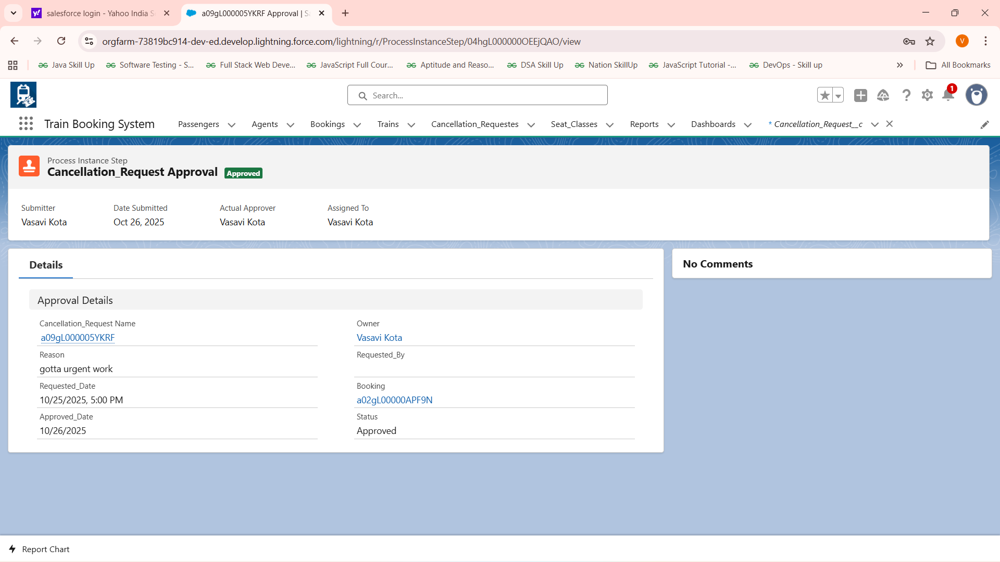 salesforce login - Yahoo India S
a09gL000005YKRF Approval | Sa
orgfarm-73819bc914-dev-ed.develop.lightning.force.com/lightning/r/ProcessInstanceStep/04hgL000000OEEjQAO/view
V
Java Skill Up
Software Testing - S...
Full Stack Web Deve...
JavaScript Full Cour...
Aptitude and Reaso...
DSA Skill Up
Nation SkillUp
JavaScript Tutorial -...
DevOps - Skill up
All Bookmarks
Search...
1
Train Booking System
Passengers
Agents
Bookings
Trains
Cancellation_Requestes
Seat_Classes
Reports
Dashboards
* Cancellation_Request__c
Process Instance Step
Cancellation_Request Approval
Approved
Submitter
Vasavi Kota
Date Submitted
Oct 26, 2025
Actual Approver
Vasavi Kota
Assigned To
Vasavi Kota
Details
Approval Details
Cancellation_Request Name
a09gL000005YKRF
Owner
Vasavi Kota
Reason
gotta urgent work
Requested_By
Requested_Date
10/25/2025, 5:00 PM
Booking
a02gL00000APF9N
Approved_Date
10/26/2025
Status
Approved
No Comments
Report Chart